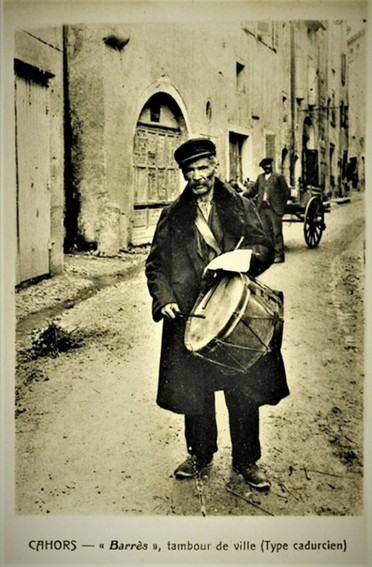 CAHORS — « Barrès », tambour de ville (Type cadurcien)